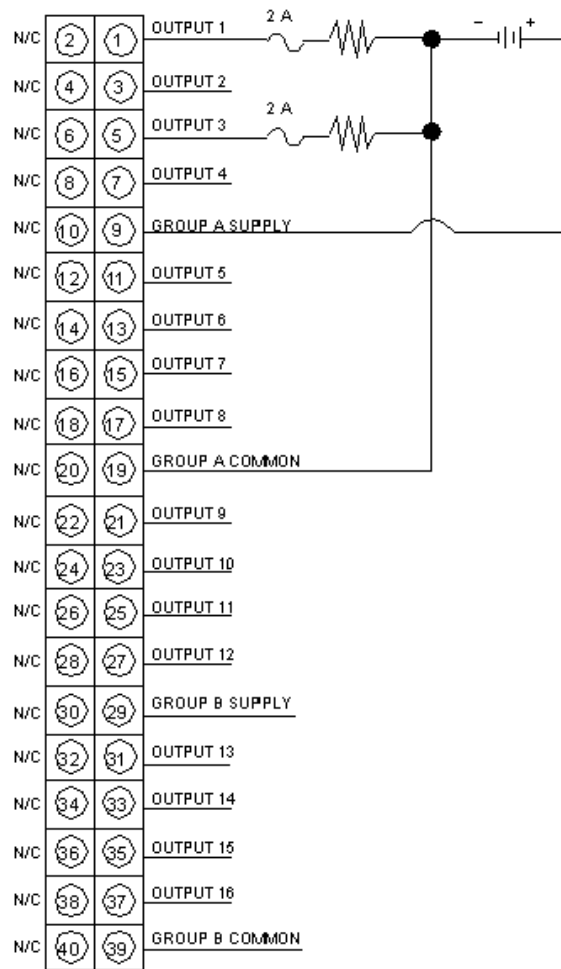 2 A - +
N/C 2 1 OUTPUT 1
N/C 4 3 OUTPUT 2
2 A
N/C 6 5 OUTPUT 3
N/C 8 7 OUTPUT 4
N/C 10 9 GROUP A SUPPLY
N/C 12 11 OUTPUT 5
N/C 14 13 OUTPUT 6
N/C 16 15 OUTPUT 7
N/C 18 17 OUTPUT 8
N/C 20 19 GROUP A COMMON
N/C 22 21 OUTPUT 9
N/C 24 23 OUTPUT 10
N/C 26 25 OUTPUT 11
N/C 28 27 OUTPUT 12
N/C 30 29 GROUP B SUPPLY
N/C 32 31 OUTPUT 13
N/C 34 33 OUTPUT 14
N/C 36 35 OUTPUT 15
N/C 38 37 OUTPUT 16
N/C 40 39 GROUP B COMMON